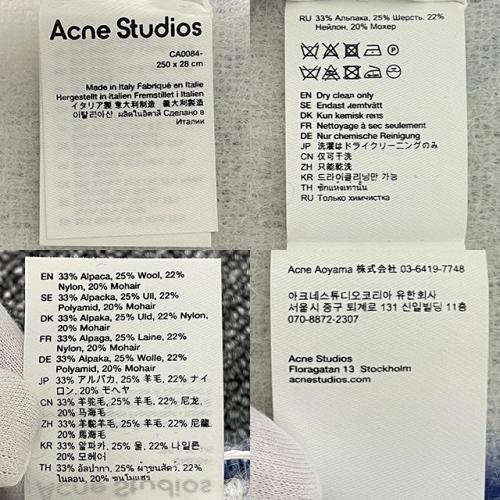 Acne Studios
CA0084-
250 x 28 cm
Made in Italy Fabriqué en Italie
Hergestellt in Italien Fremstillet i Italien
イタリア製 意大利制造 義大利製造
이탈리아산 ผลิตในอิตาลี Сделано в
Италии
RU 33% Альпака, 25% Шерсть, 22%
Нейлон, 20% Мохер
EN Dry clean only
SE Endast kemtvätt
DK Kun kemisk rens
FR Nettoyage à sec seulement
DE Nur chemische Reinigung
JP 洗濯はドライクリーニングのみ
CN 仅可干洗
ZH 只能乾洗
KR 드라이클리닝만 가능
TH ซักแห้งเท่านั้น
RU Только химчистка
EN 33% Alpaca, 25% Wool, 22%
Nylon, 20% Mohair
SE 33% Alpacka, 25% Ull, 22%
Polyamid, 20% Mohair
DK 33% Alpaka, 25% Uld, 22% Nylon,
20% Mohair
FR 33% Alpaga, 25% Laine, 22%
Nylon, 20% Mohair
DE 33% Alpaka, 25% Wolle, 22%
Polyamid, 20% Mohair
JP 33% アルパカ, 25% 羊毛, 22% ナイ
ロン, 20% モヘヤ
CN 33% 羊驼毛, 25% 羊毛, 22% 尼龙,
20% 马海毛
ZH 33% 羊駝羊毛, 25% 羊毛, 22% 尼龍,
20% 馬海毛
KR 33% 알파카, 25% 울, 22% 나일론,
20% 모헤어
TH 33% อัลปากา, 25% ผ้าขนสัตว์, 22%
ไนลอน, 20% ขนโมแฮร์
Acne Aoyama 株式会社 03-6419-7748
아크네스튜디오코리아 유한회사
서울시 중구 퇴계로 131 신일빌딩 11층
070-8872-2307
Acne Studios
Floragatan 13 Stockholm
acnestudios.com